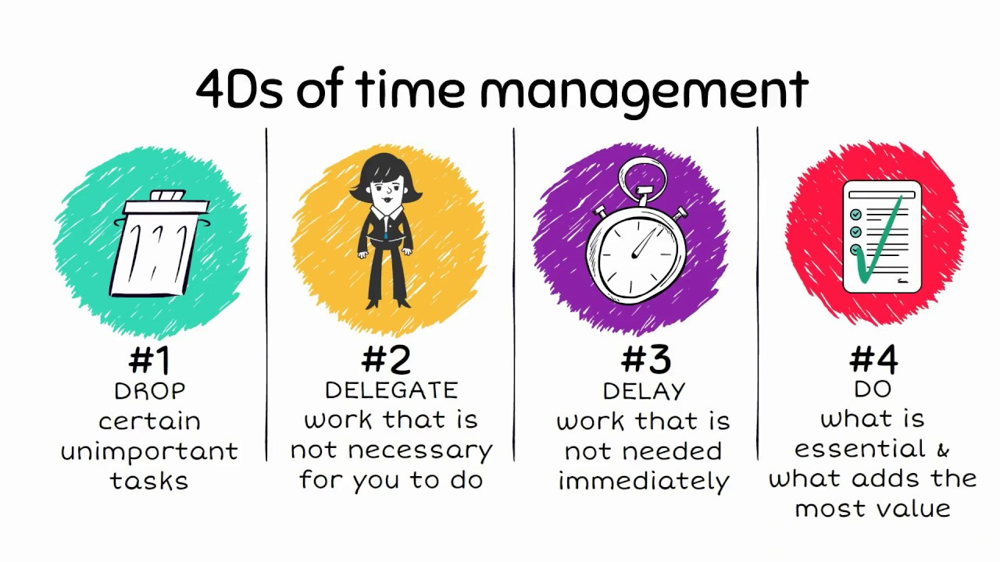 4Ds of time management
#1
DROP
certain
unimportant
tasks
#2
DELEGATE
work that is
not necessary
for you to do
#3
DELAY
work that is
not needed
immediately
#4
DO
what is
essential &
what adds the
most value